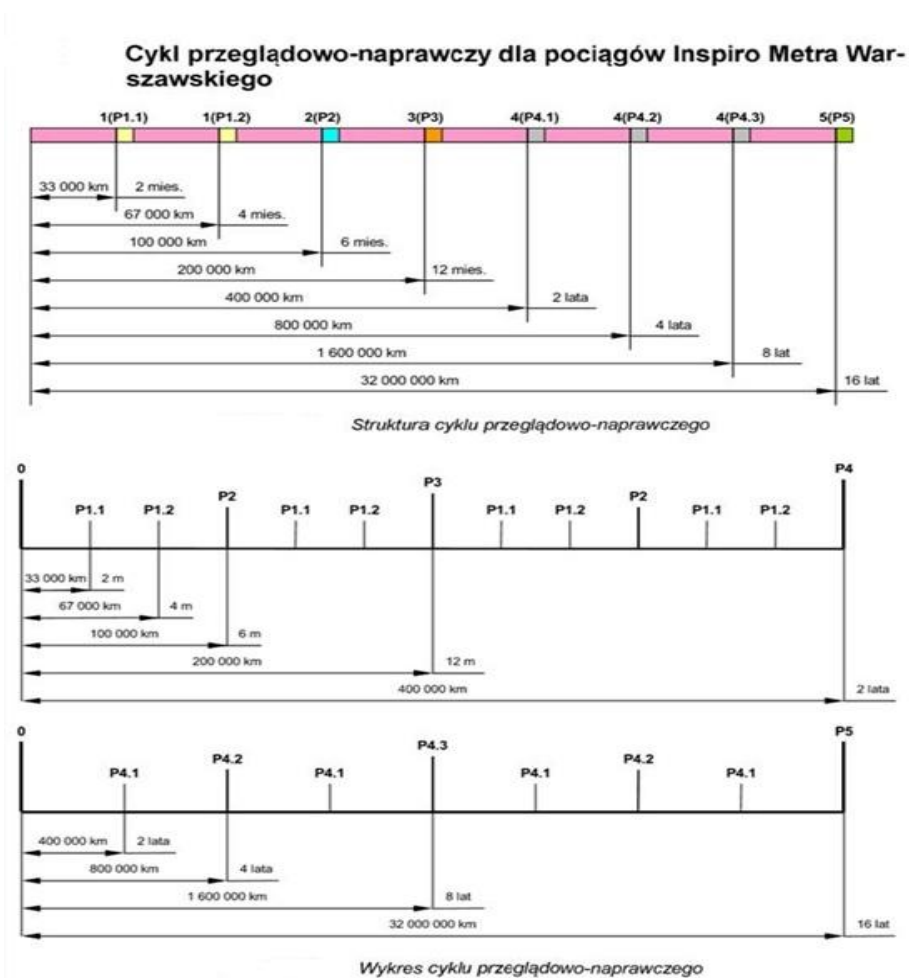 Cykl przeglądowo-naprawczy dla pociągów Inspiro Metra War-
szawskiego
1(P1.1) 1(P1.2) 2(P2) 3(P3) 4(P4.1) 4(P4.2) 4(P4.3) 5(P5)
33 000 km 2 mies.
67 000 km 4 mies.
100 000 km 6 mies.
200 000 km 12 mies.
400 000 km 2 lata
800 000 km 4 lata
1 600 000 km 8 lat
32 000 000 km 16 lat
Struktura cyklu przeglądowo-naprawczego
0 P4
P3
P2 P2
P1.1 P1.2 P1.1 P1.2 P1.1 P1.2 P1.1 P1.2
33 000 km 2 m
67 000 km 4 m
100 000 km 6 m
200 000 km 12 m
400 000 km 2 lata
0 P5
P4.3
P4.2 P4.2
P4.1 P4.1 P4.1 P4.1
400 000 km 2 lata
800 000 km 4 lata
1 600 000 km 8 lat
32 000 000 km 16 lat
Wykres cyklu przeglądowo-naprawczego